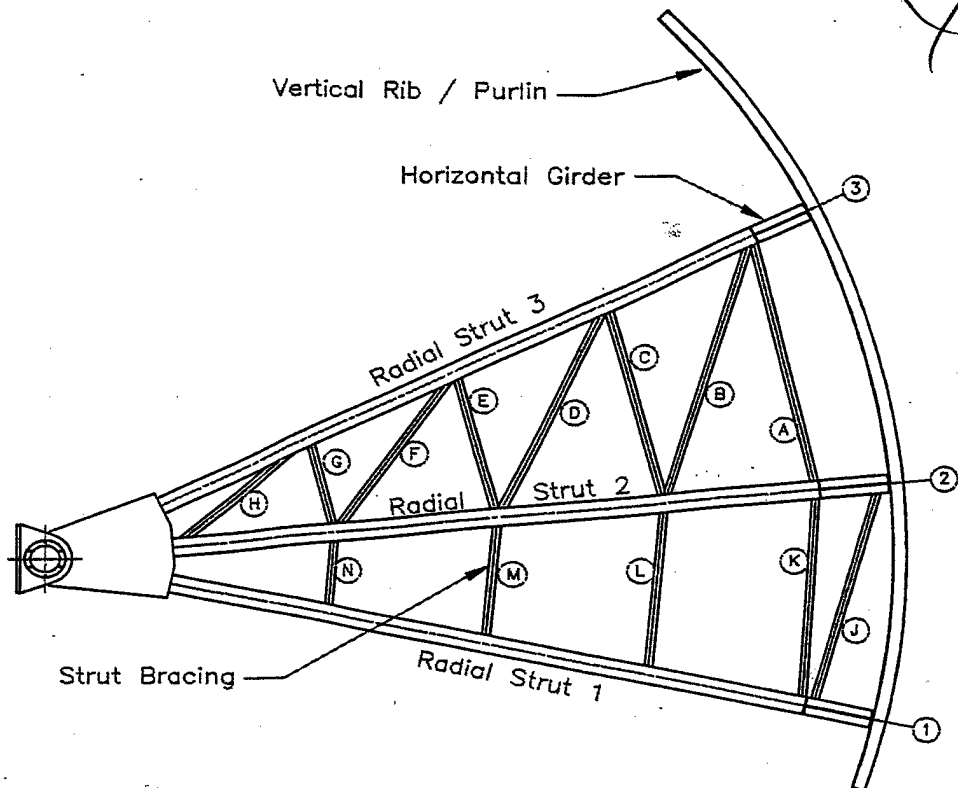 Vertical Rib / Purlin
Horizontal Girder
3
Radial Strut 3
C
B
E
D
A
G
F
H
Radial Strut 2
2
N
M
L
K
J
Strut Bracing
Radial Strut 1
1